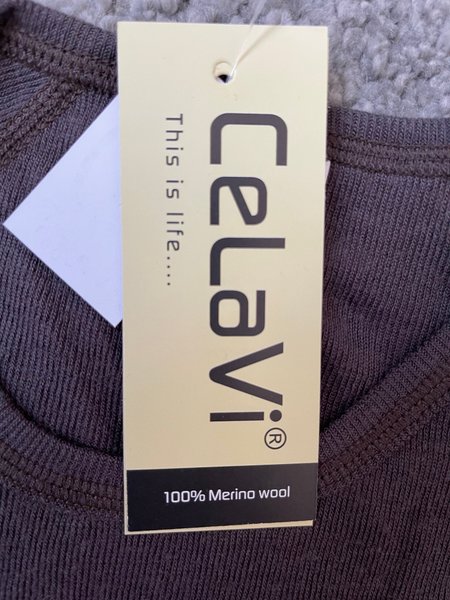 CeLaVi®
This is life....
100% Merino wool